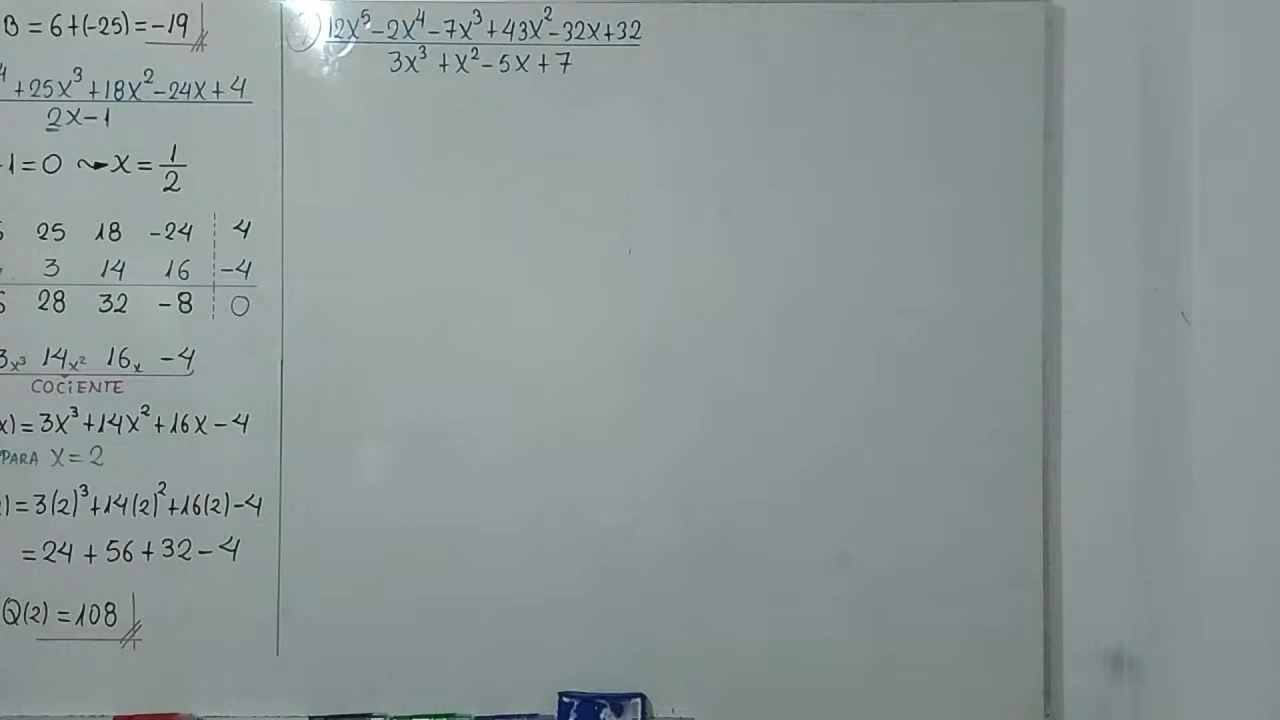 B = 6+(-25) = -19
4 +25x³+18x²-24x+4
2x-1
-1=0 ⤳ x = 1/2
25 18 -24 4
3 14 16 -4
28 32 -8 0
3x³ 14x² 16x -4
COCIENTE
x) = 3x³+14x²+16x-4
PARA x=2
) = 3(2)³+14(2)²+16(2)-4
= 24+56+32-4
Q(2) = 108
12x⁵-2x⁴-7x³+43x²-32x+32
3x³+x²-5x+7